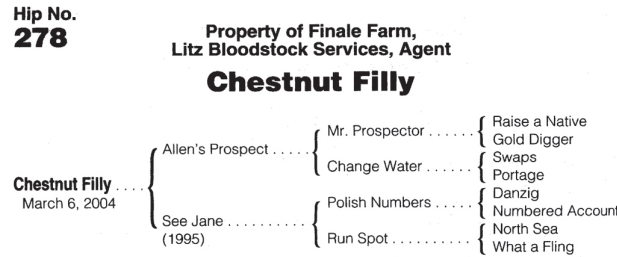 Hip No.
278
Property of Finale Farm,
Litz Bloodstock Services, Agent
Chestnut Filly
Raise a Native
Mr. Prospector . . . . . .
Gold Digger
Allen's Prospect . . . . .
Swaps
Change Water . . . . . .
Portage
Chestnut Filly . . . .
March 6, 2004
Danzig
Polish Numbers . . . . .
Numbered Account
See Jane . . . . . . . . . .
(1995)
North Sea
Run Spot . . . . . . . . . .
What a Fling